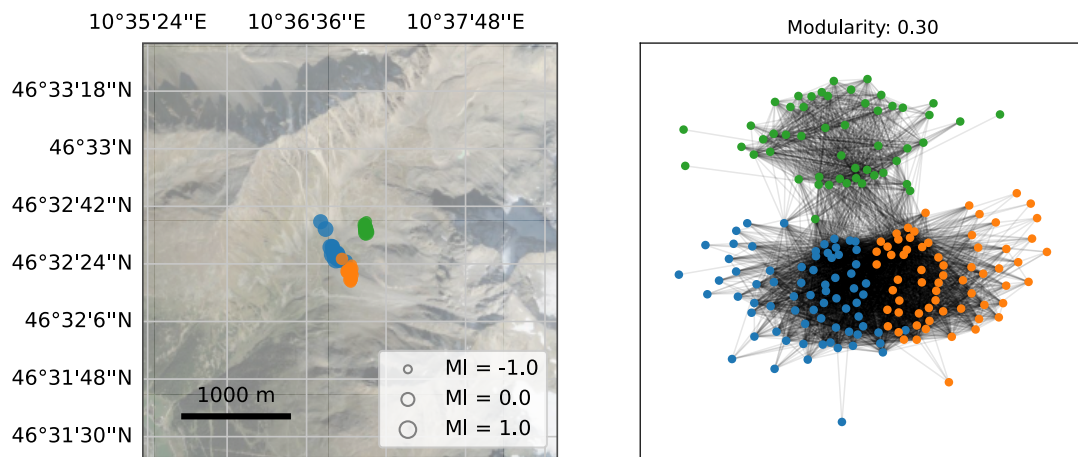 10°35'24''E 10°36'36''E 10°37'48''E
Modularity: 0.30
46°33'18''N
46°33'N
46°32'42''N
46°32'24''N
46°32'6''N
46°31'48''N
46°31'30''N
1000 m
Ml = -1.0
Ml = 0.0
Ml = 1.0